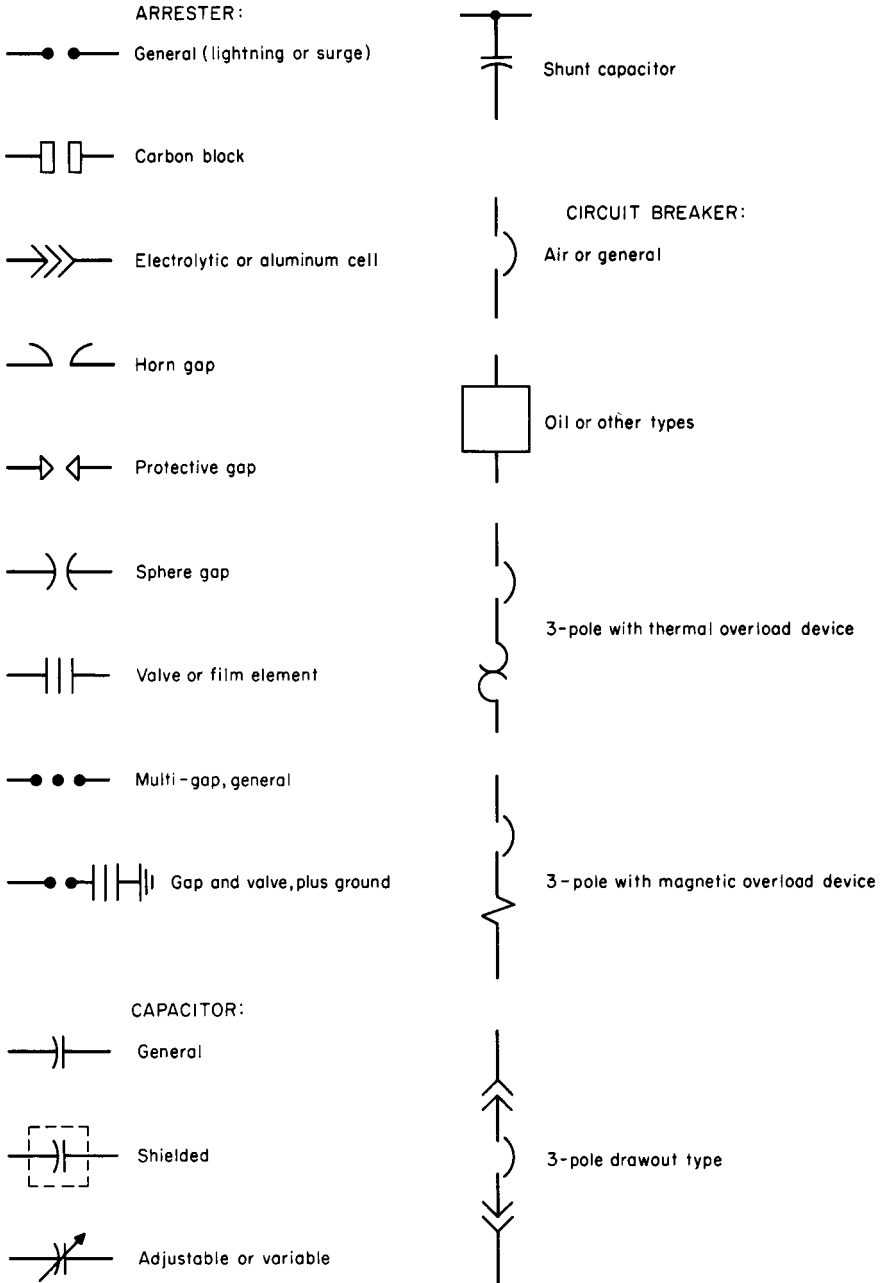 ARRESTER:
General (lightning or surge)
Carbon block
Electrolytic or aluminum cell
Horn gap
Protective gap
Sphere gap
Valve or film element
Multi-gap, general
Gap and valve, plus ground
CAPACITOR:
General
Shielded
Adjustable or variable
Shunt capacitor
CIRCUIT BREAKER:
Air or general
Oil or other types
3-pole with thermal overload device
3-pole with magnetic overload device
3-pole drawout type